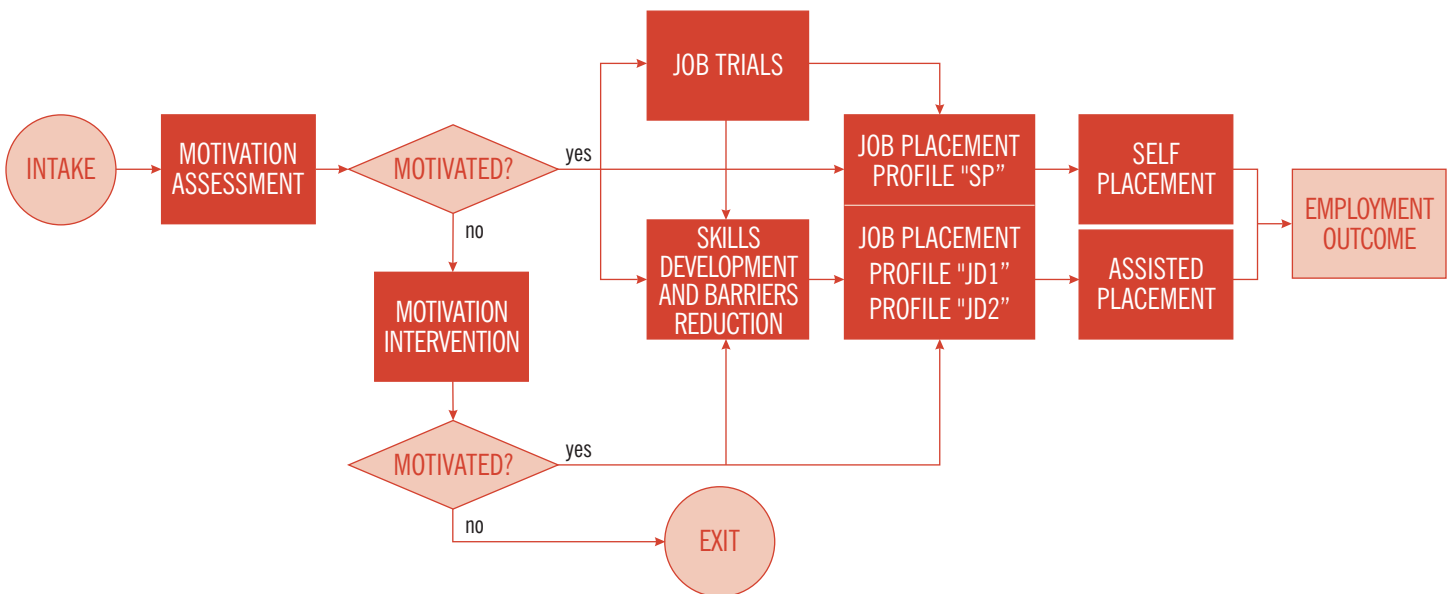 INTAKE
MOTIVATION
ASSESSMENT
MOTIVATED?
yes
no
JOB TRIALS
JOB PLACEMENT
PROFILE "SP”
SELF
PLACEMENT
SKILLS
DEVELOPMENT
AND BARRIERS
REDUCTION
JOB PLACEMENT
PROFILE "JD1”
PROFILE "JD2”
ASSISTED
PLACEMENT
EMPLOYMENT
OUTCOME
MOTIVATION
INTERVENTION
MOTIVATED?
yes
no
EXIT